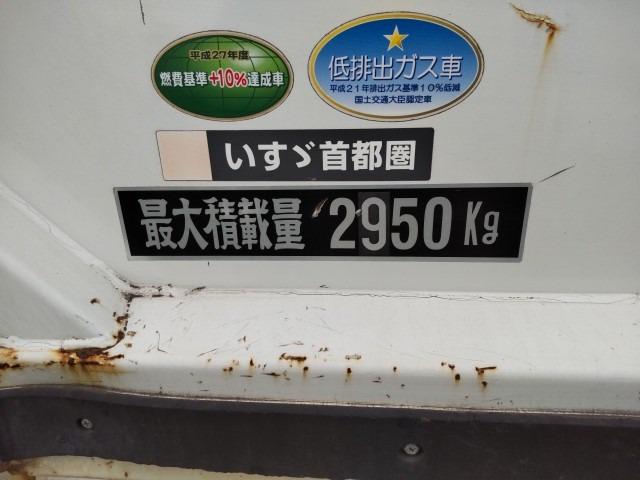 平成27年度
燃費基準+10%達成車
低排出ガス車
平成21年排出ガス基準10%低減
国土交通大臣認定車
いすゞ首都圏
最大積載量 2950Kg